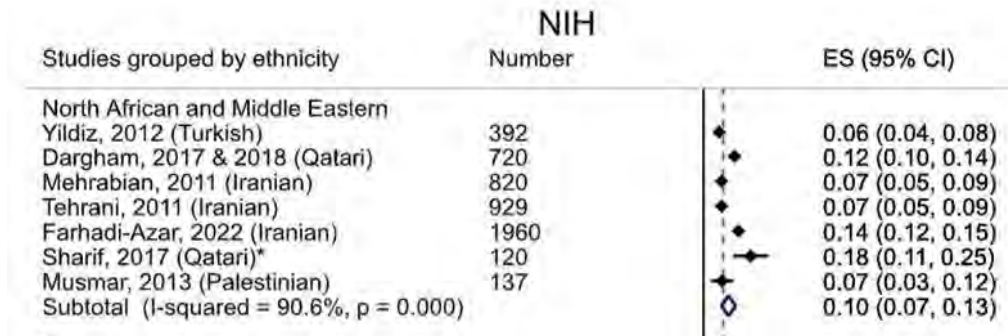 NIH
Studies grouped by ethnicity Number ES (95% CI)
North African and Middle Eastern
Yildiz, 2012 (Turkish) 392 0.06 (0.04, 0.08)
Dargham, 2017 & 2018 (Qatari) 720 0.12 (0.10, 0.14)
Mehrabian, 2011 (Iranian) 820 0.07 (0.05, 0.09)
Tehrani, 2011 (Iranian) 929 0.07 (0.05, 0.09)
Farhadi-Azar, 2022 (Iranian) 1960 0.14 (0.12, 0.15)
Sharif, 2017 (Qatari)* 120 0.18 (0.11, 0.25)
Musmar, 2013 (Palestinian) 137 0.07 (0.03, 0.12)
Subtotal (I-squared = 90.6%, p = 0.000) 0.10 (0.07, 0.13)